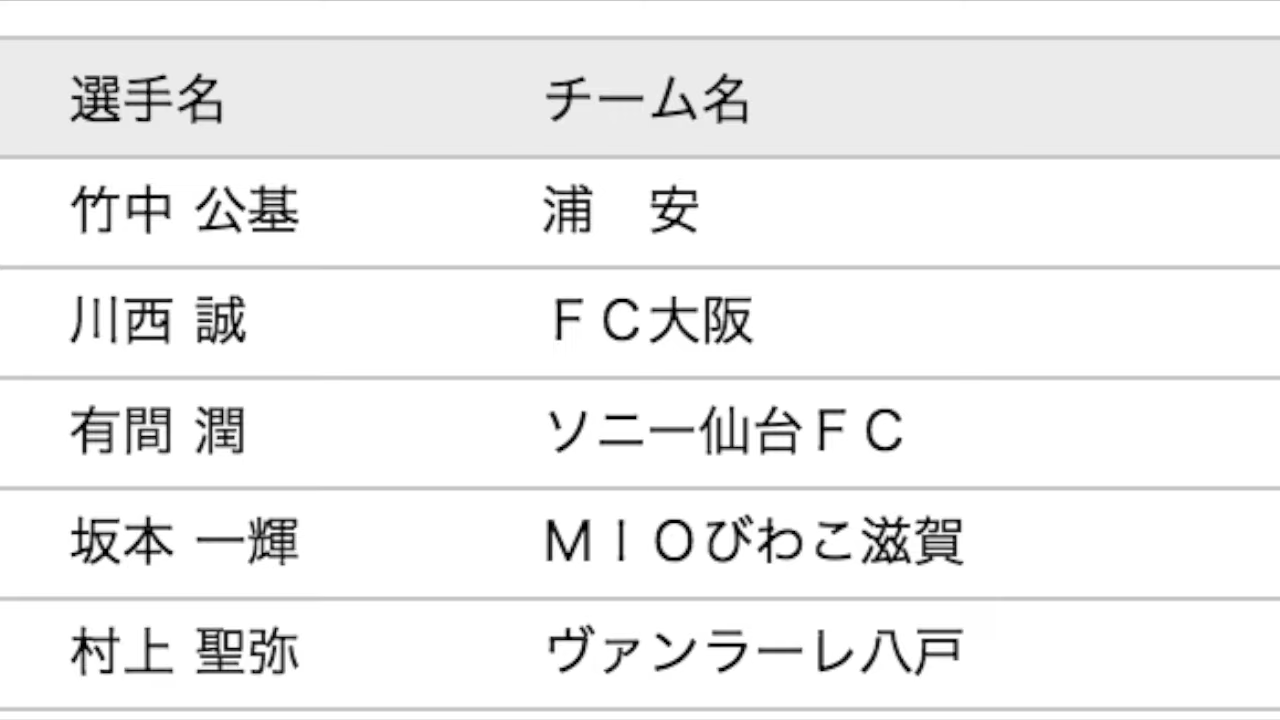 選手名 チーム名
竹中 公基 浦　安
川西 誠 ＦＣ大阪
有間 潤 ソニー仙台ＦＣ
坂本 一輝 ＭＩＯびわこ滋賀
村上 聖弥 ヴァンラーレ八戸